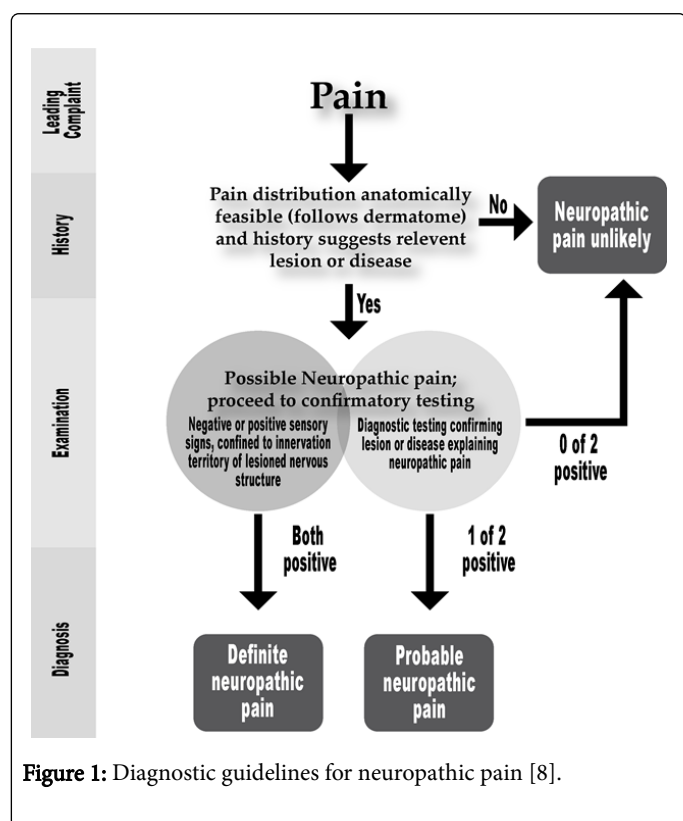 Leading
Complaint
Pain
History
Pain distribution anatomically
feasible (follows dermatome)
and history suggests relevent
lesion or disease
No
Neuropathic
pain unlikely
Yes
Examination
Possible Neuropathic pain;
proceed to confirmatory testing
Negative or positive sensory
signs, confined to innervation
territory of lesioned nervous
structure
Diagnostic testing confirming
lesion or disease explaining
neuropathic pain
0 of 2
positive
Both
positive
1 of 2
positive
Diagnosis
Definite
neuropathic
pain
Probable
neuropathic
pain
Figure 1: Diagnostic guidelines for neuropathic pain [8].